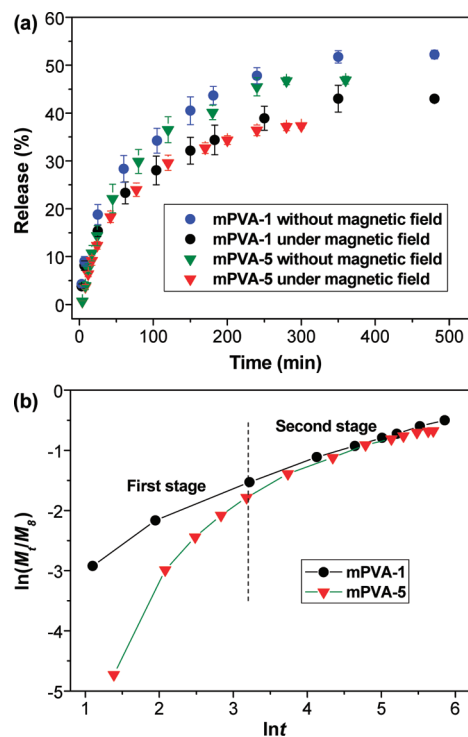 (a)
60
50
40
30
20
10
0
Release (%)
mPVA-1 without magnetic field
mPVA-1 under magnetic field
mPVA-5 without magnetic field
mPVA-5 under magnetic field
0 100 200 300 400 500
Time (min)
(b)
0
-1
-2
-3
-4
-5
ln(Mt/M8)
First stage
Second stage
mPVA-1
mPVA-5
1 2 3 4 5 6
lnt